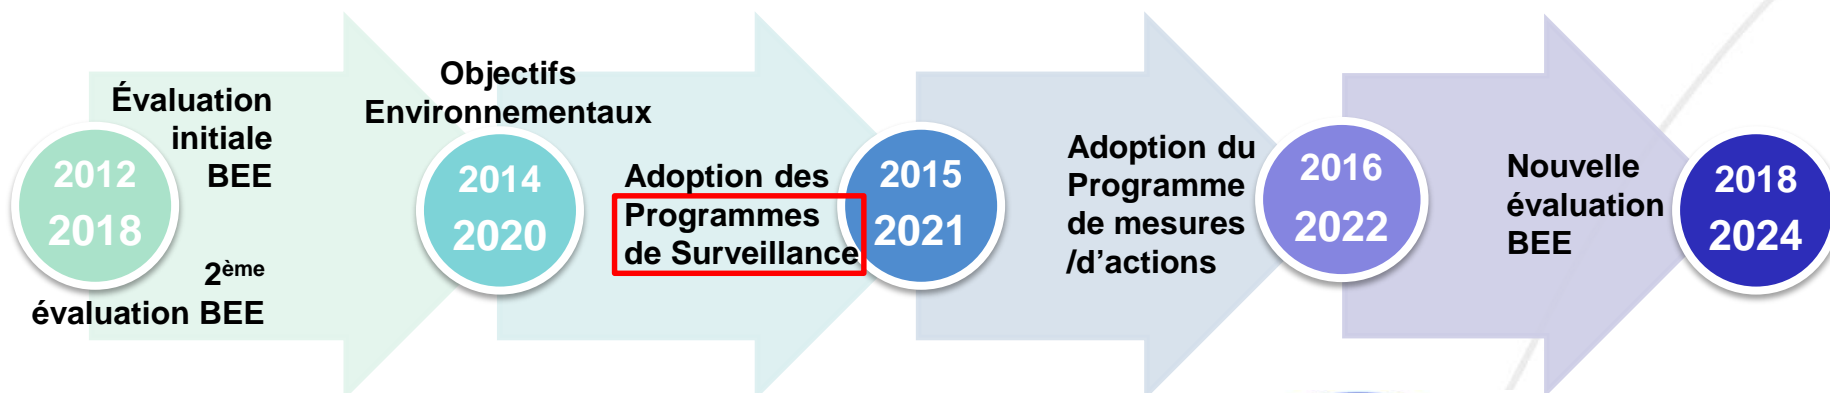 2012
2018
Évaluation
initiale
BEE
2ème
évaluation BEE
Objectifs
Environnementaux
2014
2020
Adoption des
Programmes
de Surveillance
2015
2021
Adoption du
Programme
de mesures
/d’actions
2016
2022
Nouvelle
évaluation
BEE
2018
2024